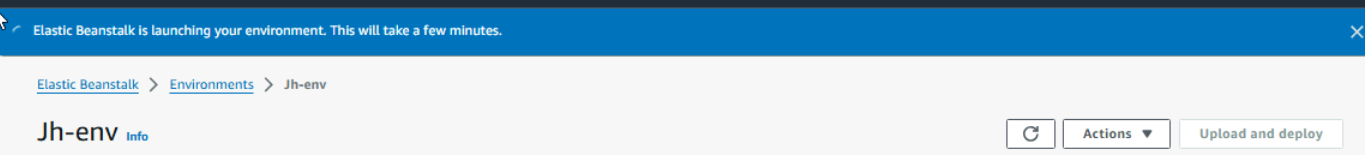 Elastic Beanstalk is launching your environment. This will take a few minutes.
Elastic Beanstalk > Environments > Jh-env
Jh-env Info
Actions ▼ Upload and deploy